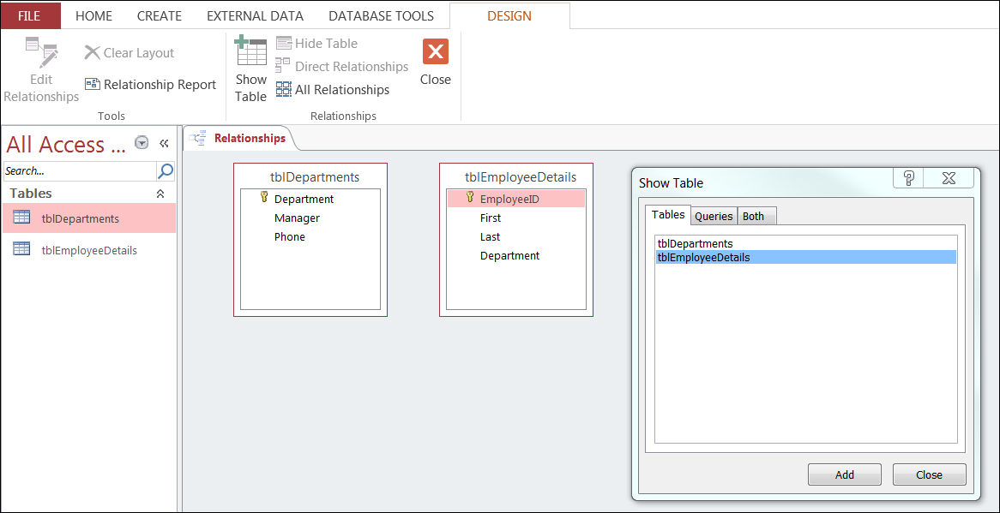 FILE HOME CREATE EXTERNAL DATA DATABASE TOOLS DESIGN
Edit
Relationships
Clear Layout
Relationship Report
Tools
Show
Table
Hide Table
Direct Relationships
All Relationships
Relationships
Close
All Access ...
Search...
Tables
tblDepartments
tblEmployeeDetails
Relationships
tblDepartments
Department
Manager
Phone
tblEmployeeDetails
EmployeeID
First
Last
Department
Show Table
?
Tables Queries Both
tblDepartments
tblEmployeeDetails
Add Close